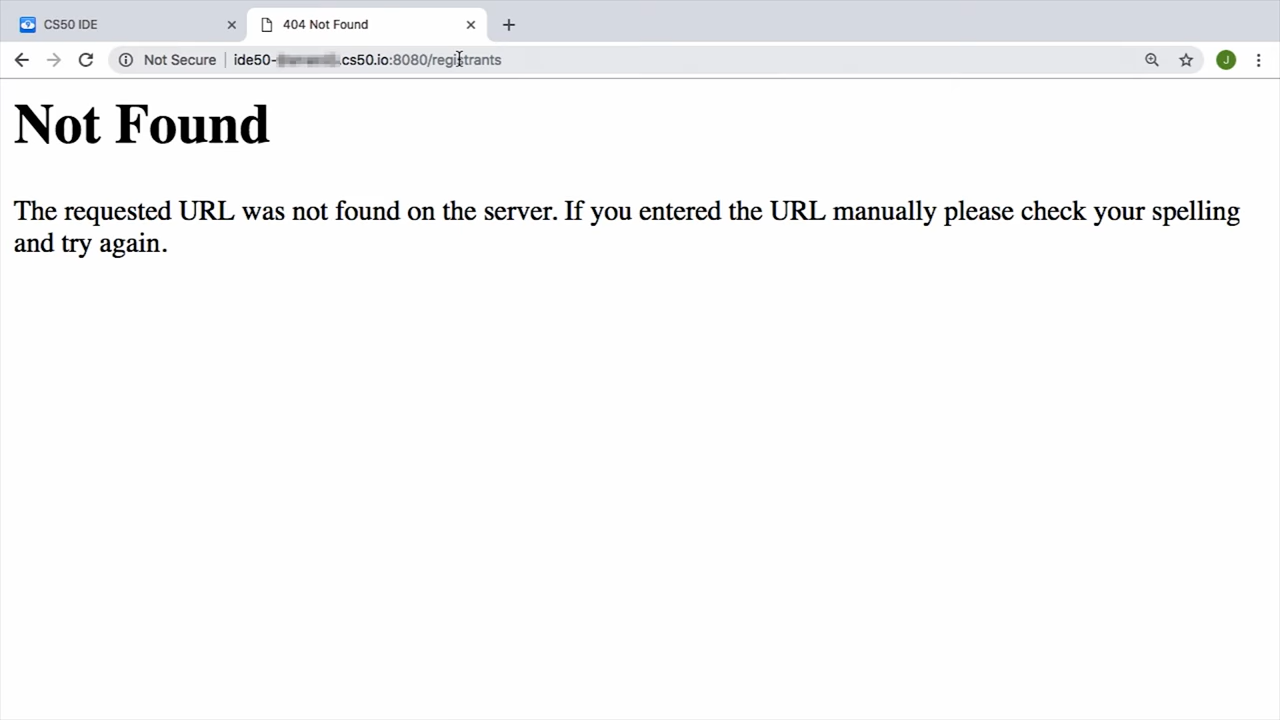 CS50 IDE
404 Not Found
Not Secure
ide50-.cs50.io:8080/registrants
J
Not Found
The requested URL was not found on the server. If you entered the URL manually please check your spelling
and try again.